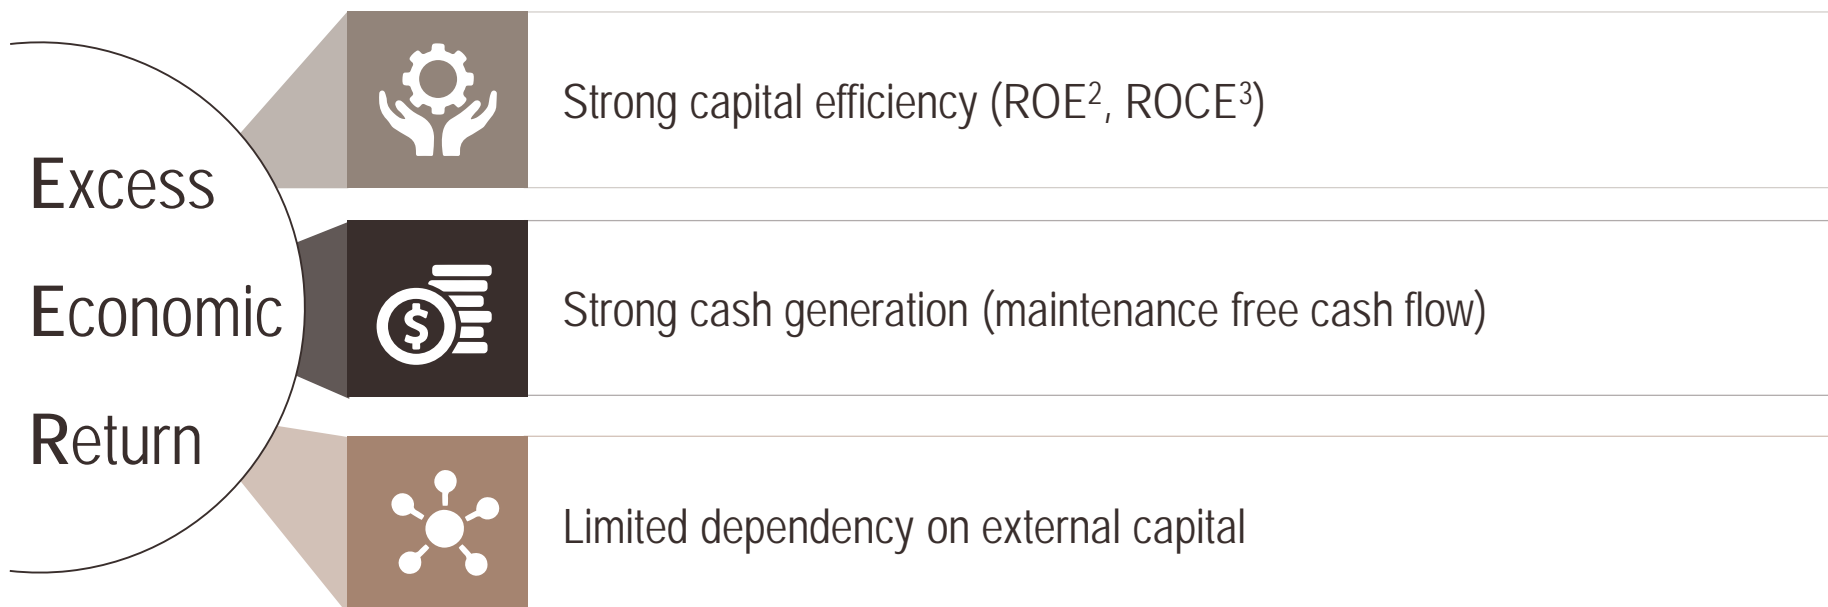 Excess
Economic
Return
Strong capital efficiency (ROE², ROCE³)
$
Strong cash generation (maintenance free cash flow)
Limited dependency on external capital